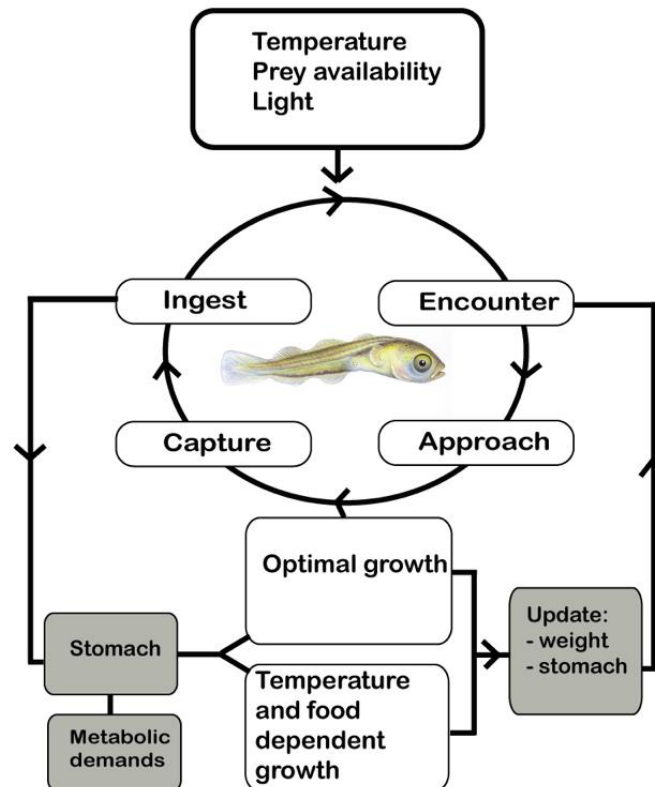 Temperature
Prey availability
Light
Ingest
Encounter
Capture
Approach
Optimal growth
Stomach
Metabolic
demands
Temperature
and food
dependent
growth
Update:
- weight
- stomach